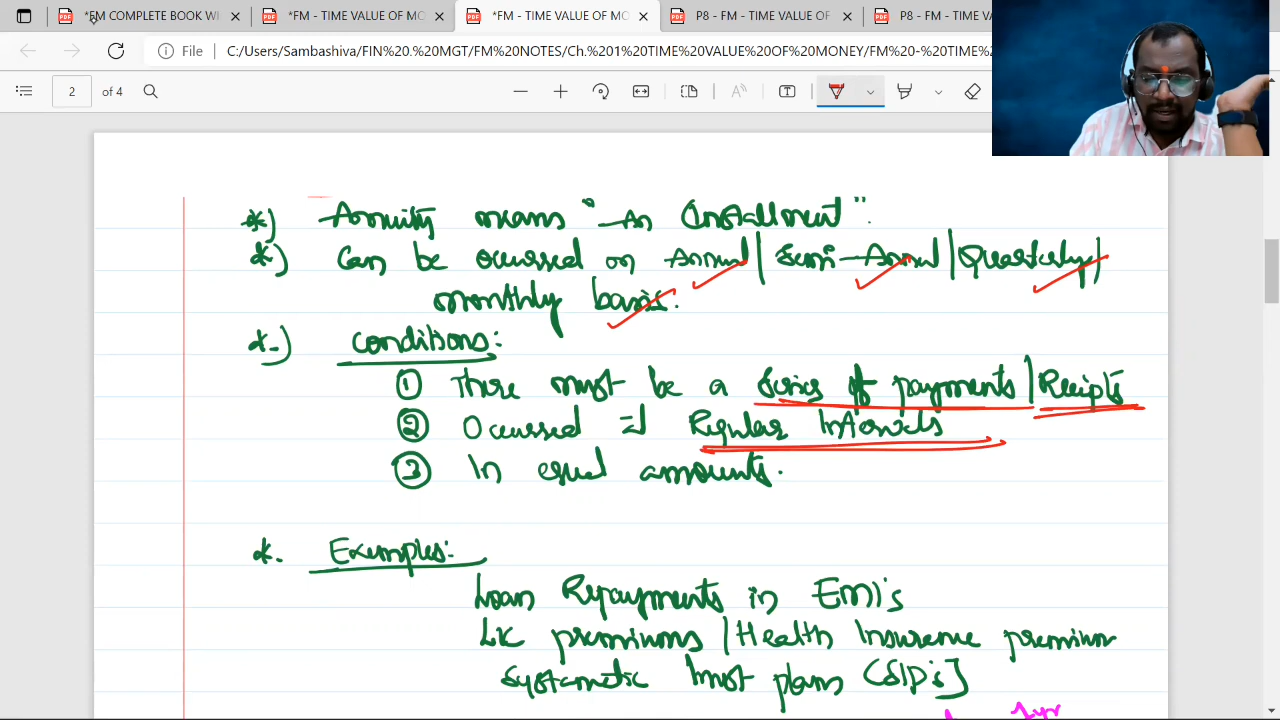 *FM COMPLETE BOOK WI
*FM - TIME VALUE OF MO
*FM - TIME VALUE OF MO
P8 - FM - TIME VALUE OF
P8 - FM - TIME VALUE
File
C:/Users/Sambashiva/FIN%20.%20MGT/FM%20NOTES/Ch.%201%20TIME%20VALUE%20OF%20MONEY/FM%20-%20TIME%2
2 of 4
*) Annuity means "An Installment".
*) Can be occurred on Annual | Semi-Annual | Quarterly |
monthly basis.
*.) Conditions:
① There must be a Series of payments | Receipts
② Occurred => Regular Intervals
③ In equal amounts.
*. Examples:
Loan Repayments in EMI's
LIC premiums | Health Insurance premium
Systematic Invst plans (SIP's]
1yr